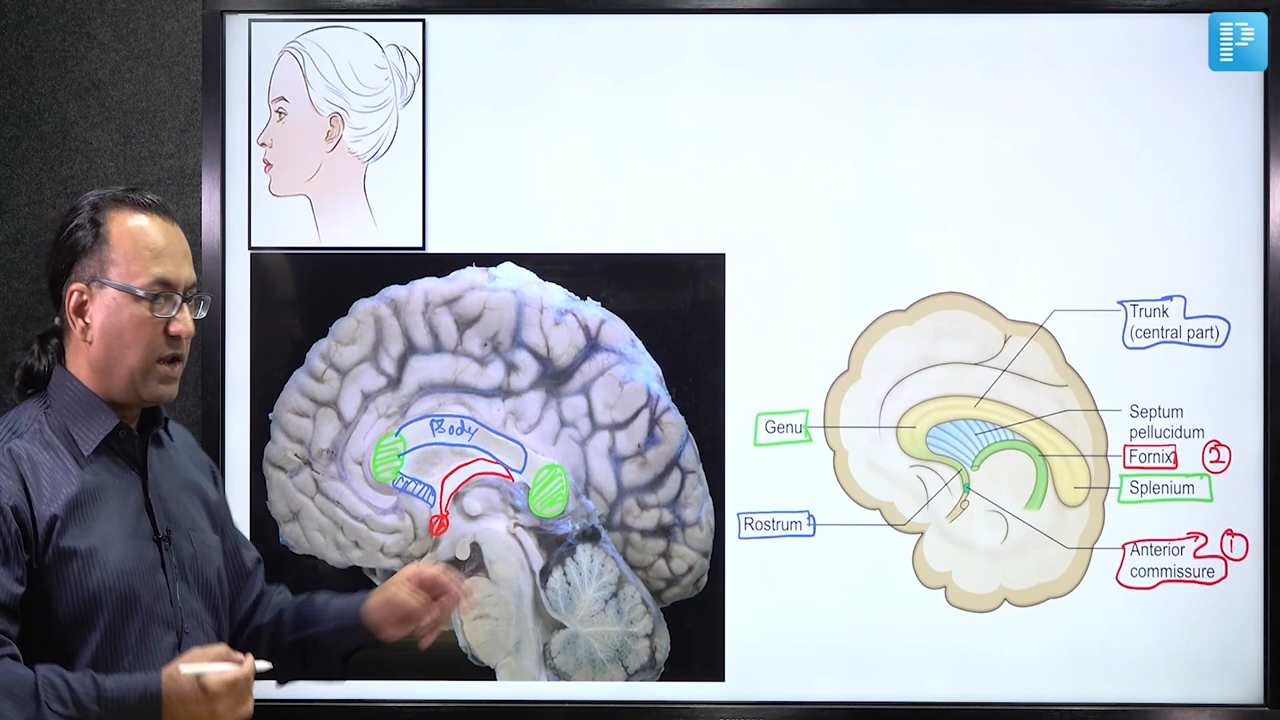 P
Body
Trunk
(central part)
Genu
Septum
pellucidum
Fornix
2
Splenium
Rostrum
Anterior
commissure
1